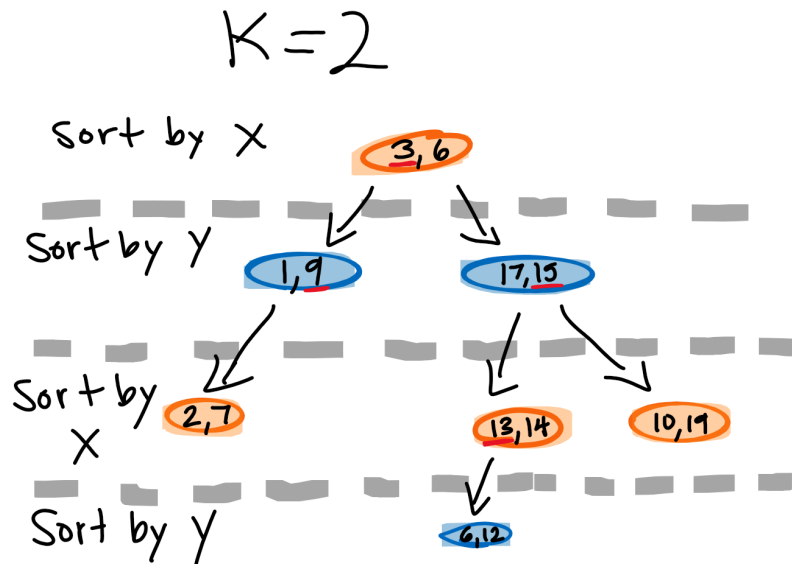 K=2
Sort by X
3, 6
Sort by Y
1, 9
17, 15
Sort by
X
2, 7
13, 14
10, 19
Sort by Y
6, 12